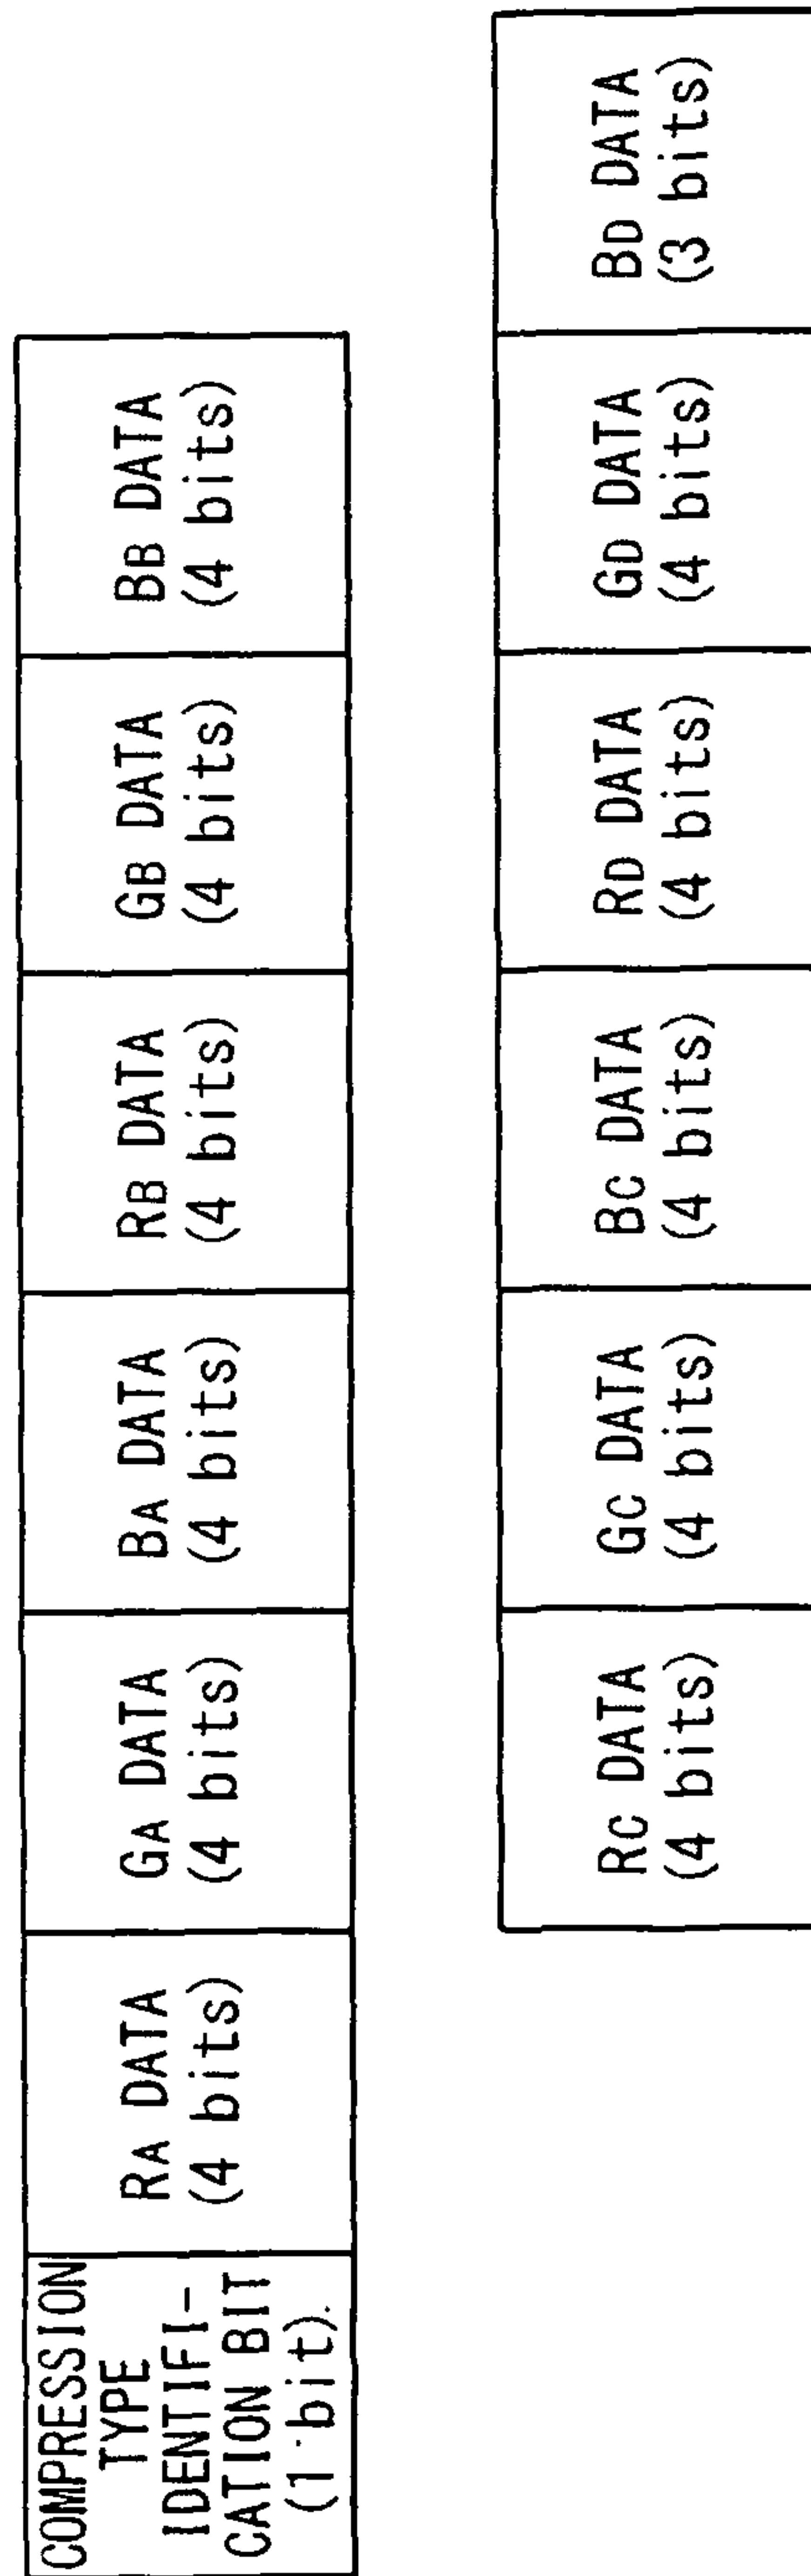 COMPRESSION
TYPE
IDENTIFI-
CATION BIT
(1 bit)
RA DATA
(4 bits)
GA DATA
(4 bits)
BA DATA
(4 bits)
RB DATA
(4 bits)
GB DATA
(4 bits)
BB DATA
(4 bits)
RC DATA
(4 bits)
GC DATA
(4 bits)
BC DATA
(4 bits)
RD DATA
(4 bits)
GD DATA
(4 bits)
BD DATA
(3 bits)